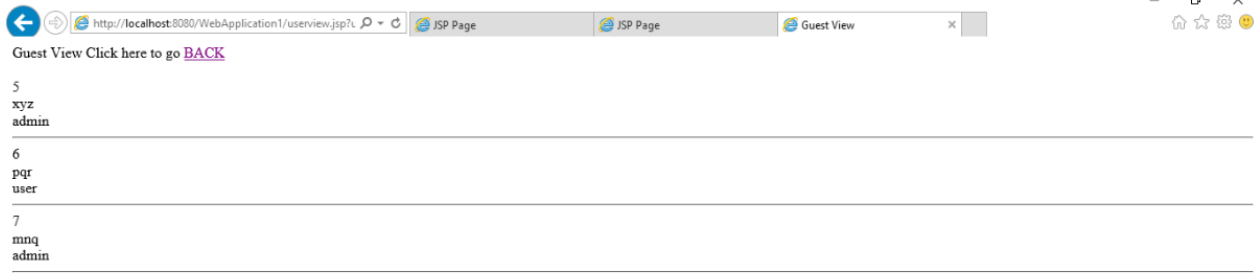 http://localhost:8080/WebApplication1/userview.jsp?u
JSP Page
JSP Page
Guest View
Guest View Click here to go BACK
5
xyz
admin
6
pqr
user
7
mnq
admin